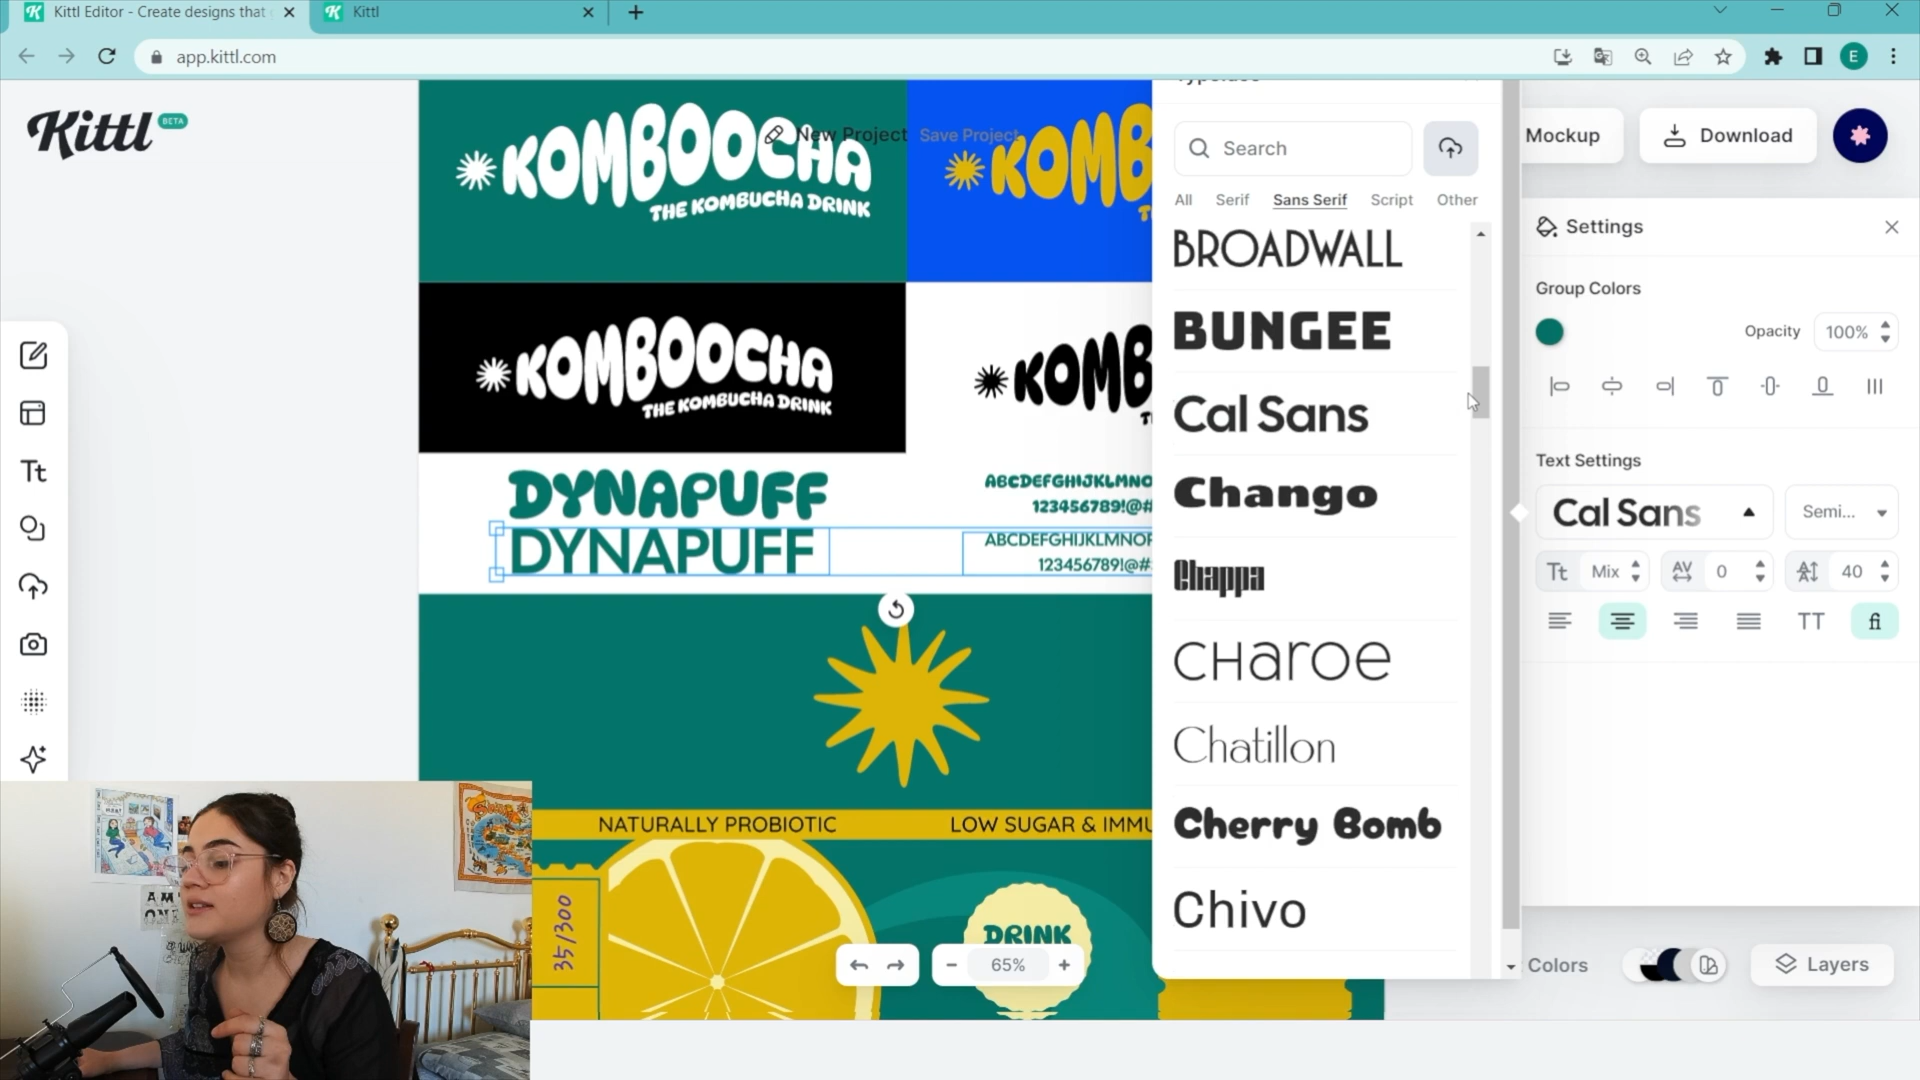 Kittl Editor - Create designs that
Kittl
app.kittl.com
E
Kittl BETA
New Project
Save Project
Mockup
Download
KOMBOOCHA
THE KOMBUCHA DRINK
KOMB
KOMBOOCHA
THE KOMBUCHA DRINK
KOMB
DYNAPUFF
DYNAPUFF
ABCDEFGHIJKLMNO
123456789!@#
ABCDEFGHIJKLMNOP
123456789!@#
NATURALLY PROBIOTIC
LOW SUGAR & IMMU
35/300
DRINK
65%
Search
All
Serif
Sans Serif
Script
Other
BROADWALL
BUNGEE
Cal Sans
Chango
Chappa
CHaroe
Chatillon
Cherry Bomb
Chivo
Settings
Group Colors
Opacity
100%
Text Settings
Cal Sans
Semi...
Tt
Mix
AV
0
40
TT
fi
Tt
Colors
Layers